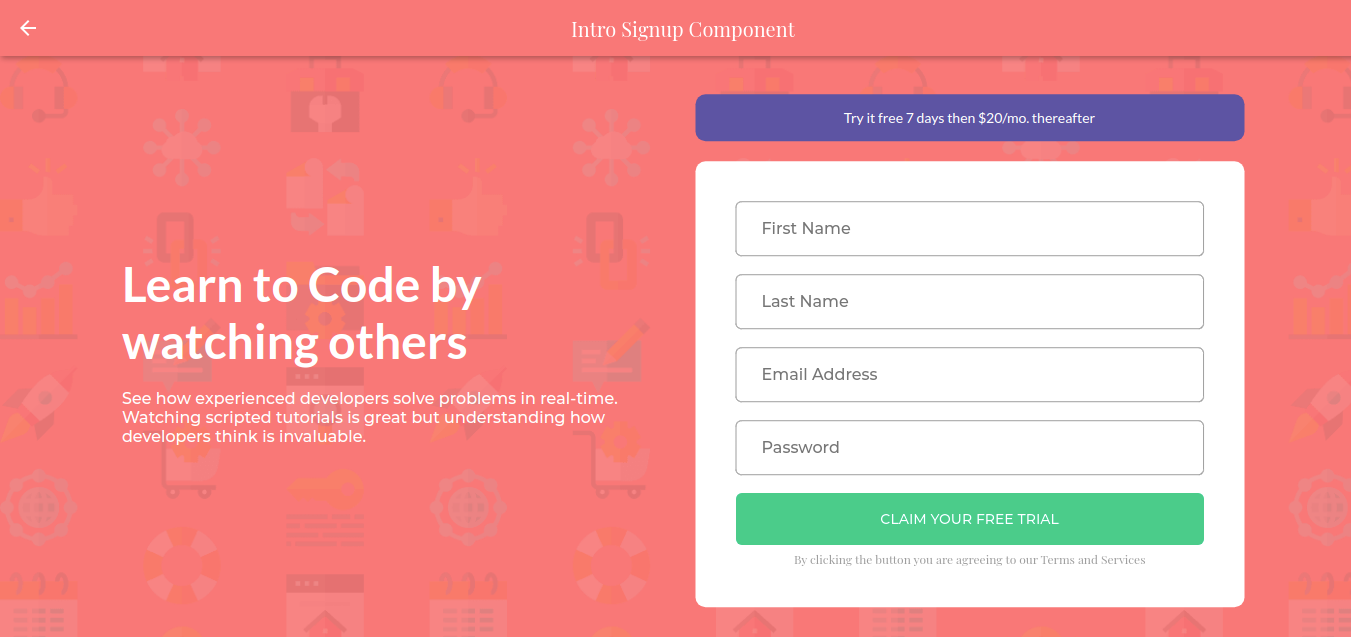 Intro Signup Component
Learn to Code by
watching others
See how experienced developers solve problems in real-time.
Watching scripted tutorials is great but understanding how
developers think is invaluable.
Try it free 7 days then $20/mo. thereafter
First Name
Last Name
Email Address
Password
CLAIM YOUR FREE TRIAL
By clicking the button you are agreeing to our Terms and Services